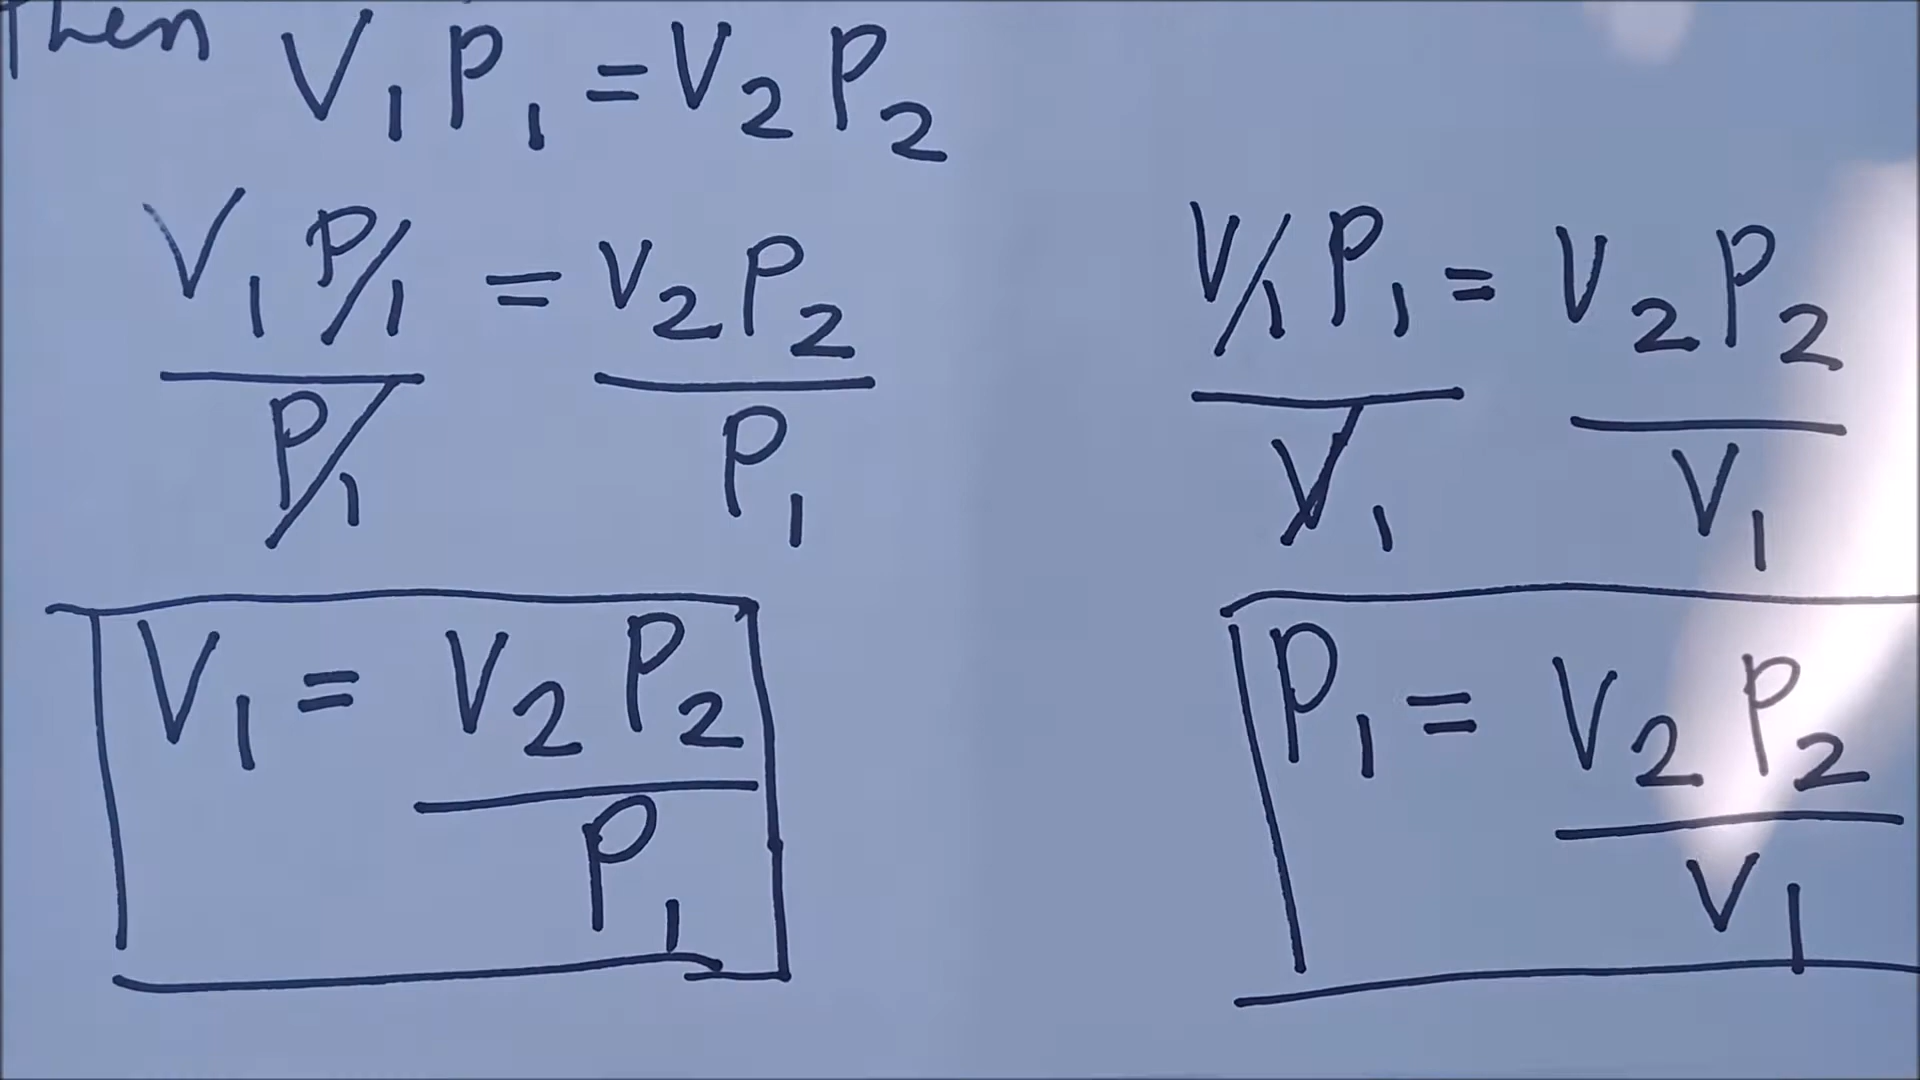 Then V₁P₁ = V₂P₂
V₁P₁/P₁ = V₂P₂/P₁
V₁ = V₂P₂/P₁
V₁P₁/V₁ = V₂P₂/V₁
P₁ = V₂P₂/V₁